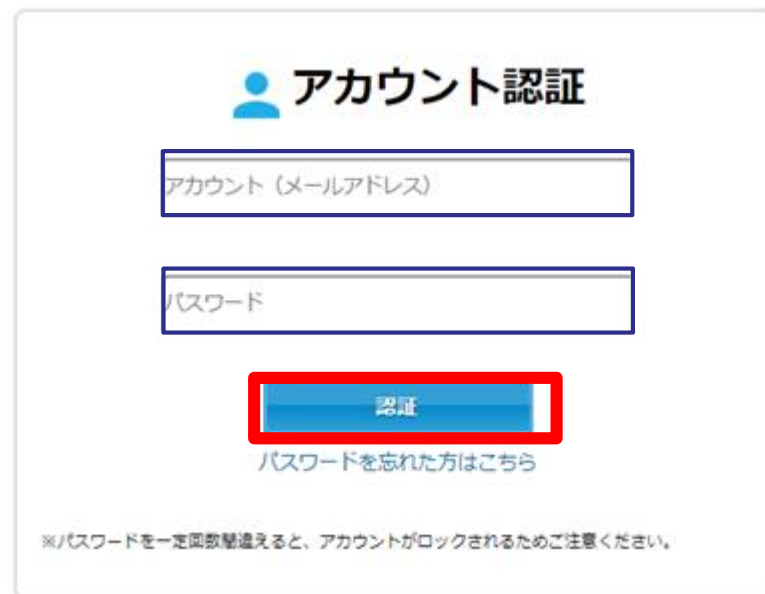 アカウント認証
アカウント（メールアドレス）
パスワード
認証
パスワードを忘れた方はこちら
※パスワードを一定回数間違えると、アカウントがロックされるためご注意ください。